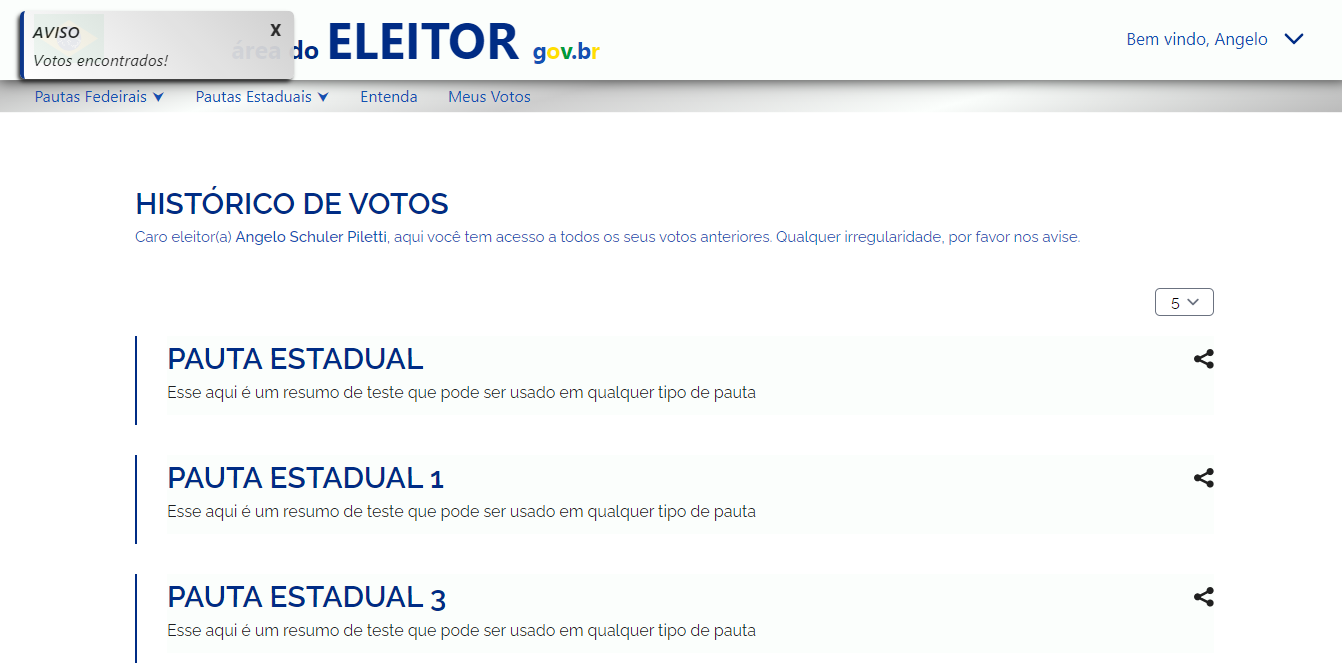 AVISO X
Votos encontrados!
área do ELEITOR gov.br
Bem vindo, Angelo
Pautas Fedeirais Pautas Estaduais Entenda Meus Votos
HISTÓRICO DE VOTOS
Caro eleitor(a) Angelo Schuler Piletti, aqui você tem acesso a todos os seus votos anteriores. Qualquer irregularidade, por favor nos avise.
5
PAUTA ESTADUAL
Esse aqui é um resumo de teste que pode ser usado em qualquer tipo de pauta
PAUTA ESTADUAL 1
Esse aqui é um resumo de teste que pode ser usado em qualquer tipo de pauta
PAUTA ESTADUAL 3
Esse aqui é um resumo de teste que pode ser usado em qualquer tipo de pauta